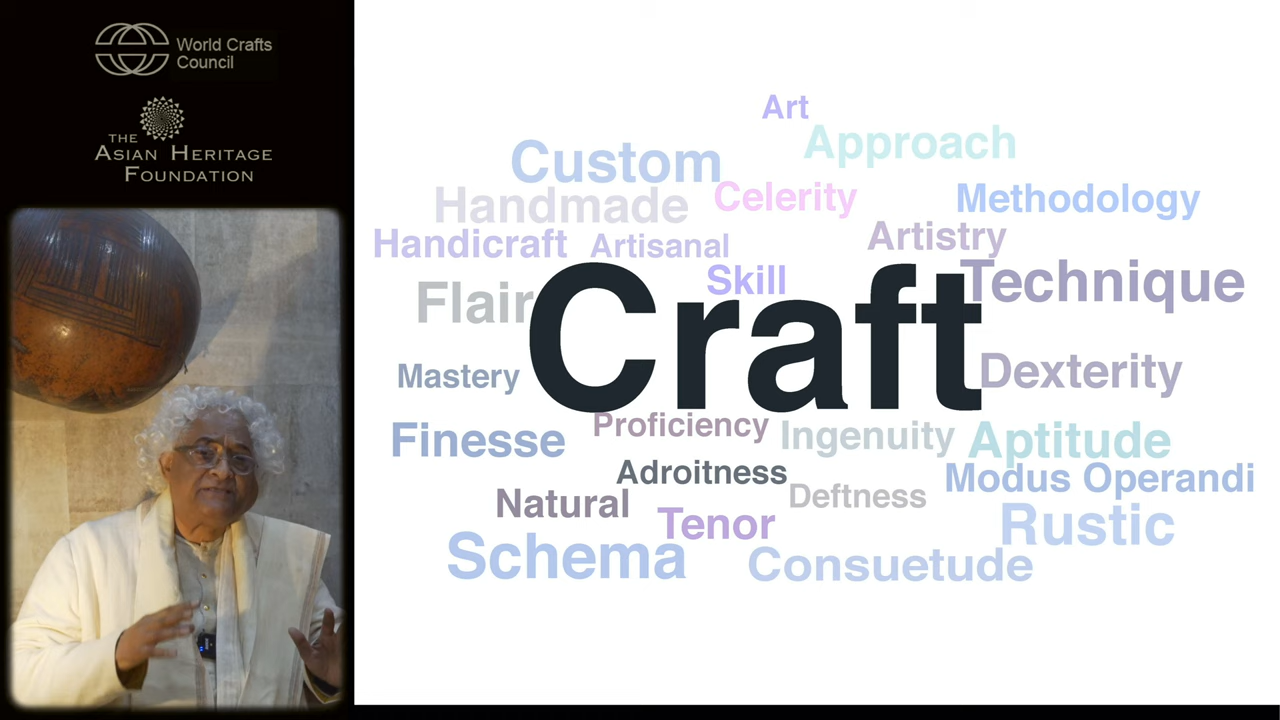 World Crafts
Council
THE
ASIAN HERITAGE
FOUNDATION
Art
Approach
Custom
Handmade
Celerity
Methodology
Handicraft
Artisanal
Artistry
Skill
Technique
Flair
Craft
Mastery
Dexterity
Proficiency
Ingenuity
Finesse
Aptitude
Adroitness
Modus Operandi
Natural
Deftness
Tenor
Rustic
Schema
Consuetude